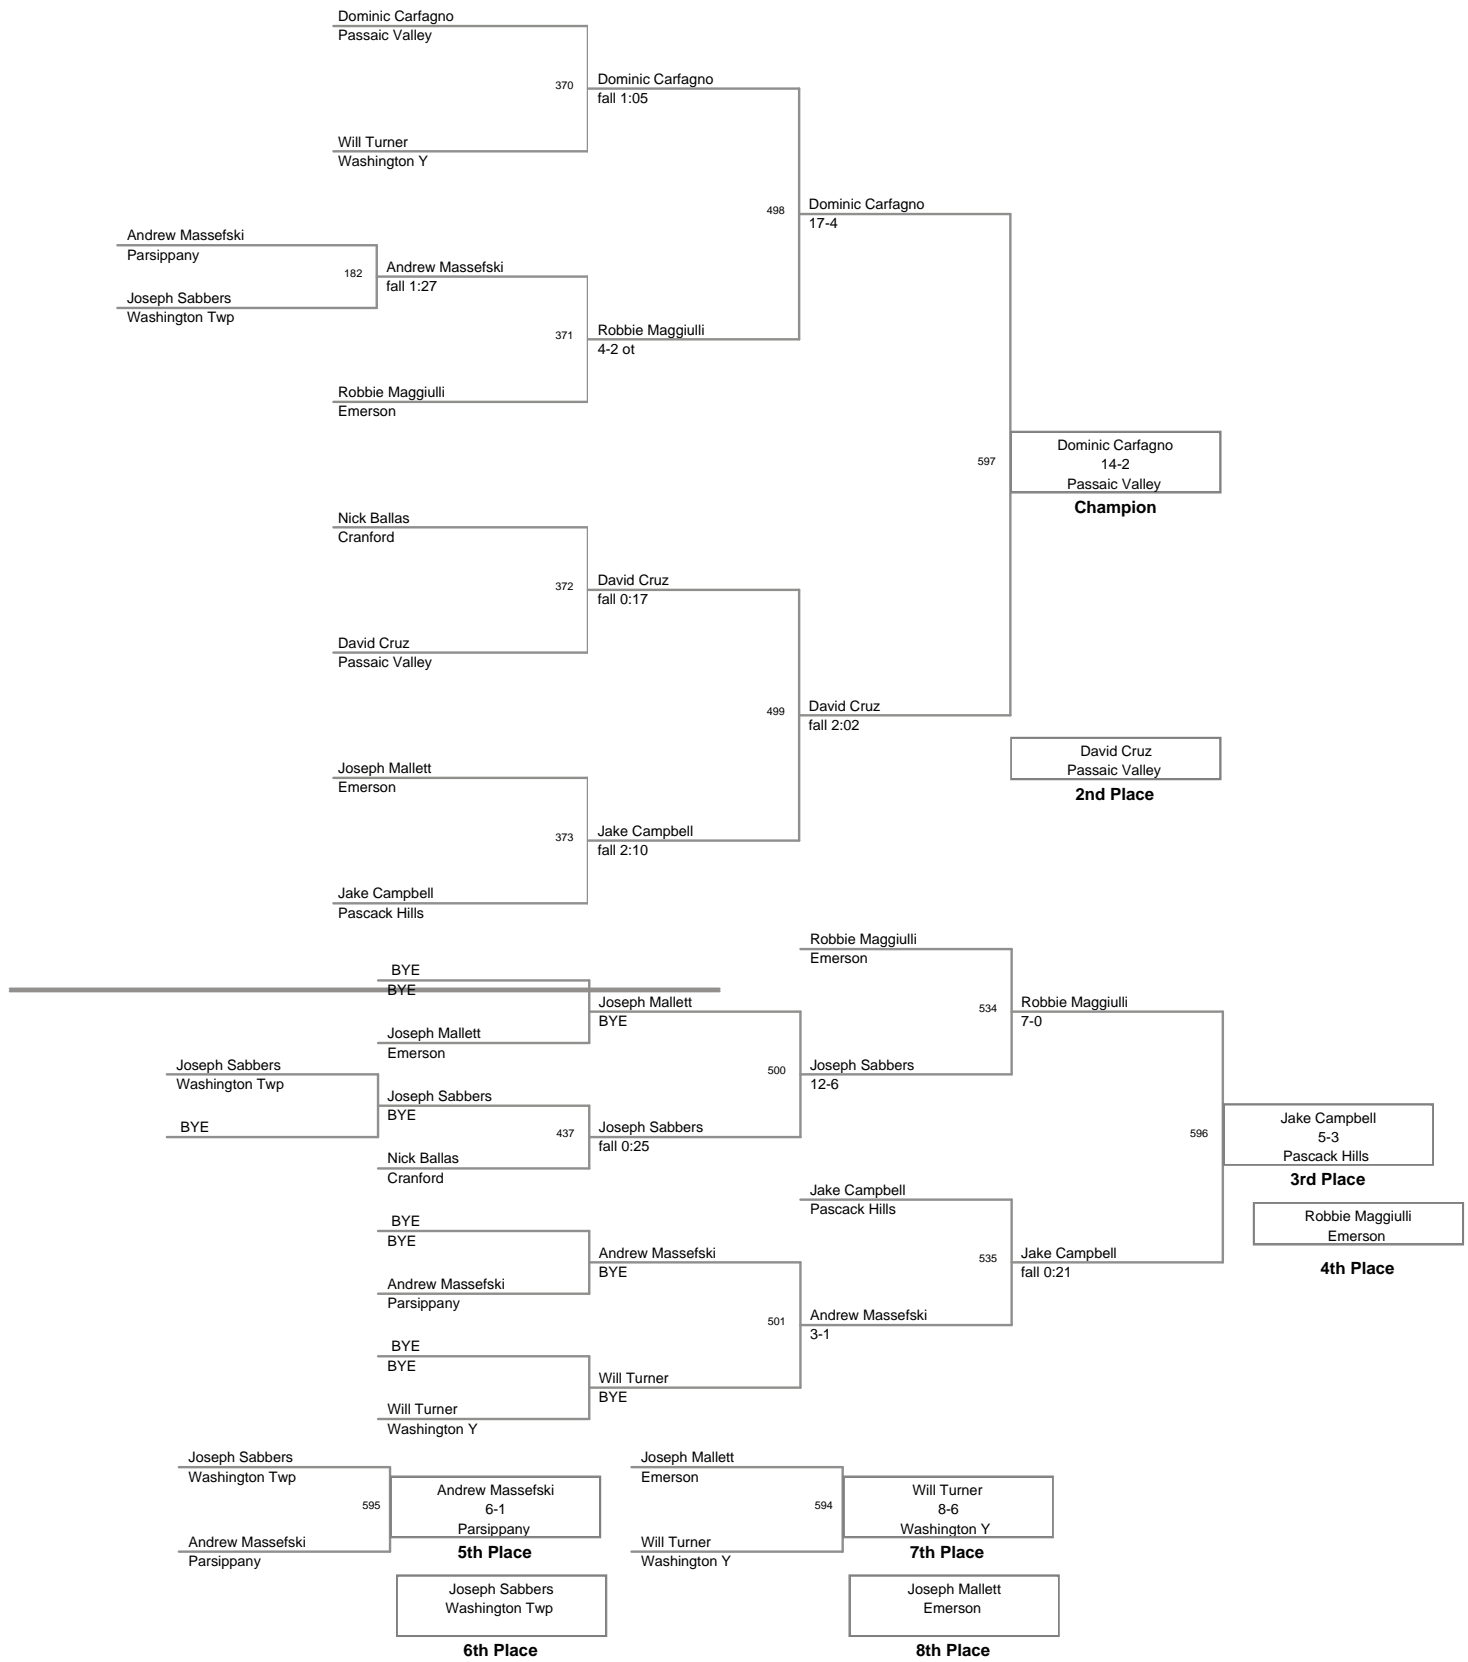 Dominic Carfagno
Passaic Valley
370
Dominic Carfagno
fall 1:05
Will Turner
Washington Y
498
Dominic Carfagno
17-4
Andrew Massefski
Parsippany
182
Andrew Massefski
fall 1:27
Joseph Sabbers
Washington Twp
371
Robbie Maggiulli
4-2 ot
Robbie Maggiulli
Emerson
597
Dominic Carfagno
14-2
Passaic Valley
Champion
Nick Ballas
Cranford
372
David Cruz
fall 0:17
David Cruz
Passaic Valley
499
David Cruz
fall 2:02
David Cruz
Passaic Valley
2nd Place
Joseph Mallett
Emerson
373
Jake Campbell
fall 2:10
Jake Campbell
Pascack Hills
Robbie Maggiulli
Emerson
BYE
BYE
Joseph Mallett
BYE
534
Robbie Maggiulli
7-0
Joseph Mallett
Emerson
Joseph Sabbers
Washington Twp
500
Joseph Sabbers
12-6
Joseph Sabbers
BYE
BYE
437
Joseph Sabbers
fall 0:25
596
Jake Campbell
5-3
Pascack Hills
3rd Place
Nick Ballas
Cranford
Jake Campbell
Pascack Hills
Robbie Maggiulli
Emerson
4th Place
BYE
BYE
Andrew Massefski
BYE
535
Jake Campbell
fall 0:21
Andrew Massefski
Parsippany
501
Andrew Massefski
3-1
BYE
BYE
Will Turner
BYE
Will Turner
Washington Y
Joseph Sabbers
Washington Twp
595
Andrew Massefski
6-1
Parsippany
5th Place
Andrew Massefski
Parsippany
Joseph Sabbers
Washington Twp
6th Place
Joseph Mallett
Emerson
594
Will Turner
8-6
Washington Y
7th Place
Will Turner
Washington Y
Joseph Mallett
Emerson
8th Place